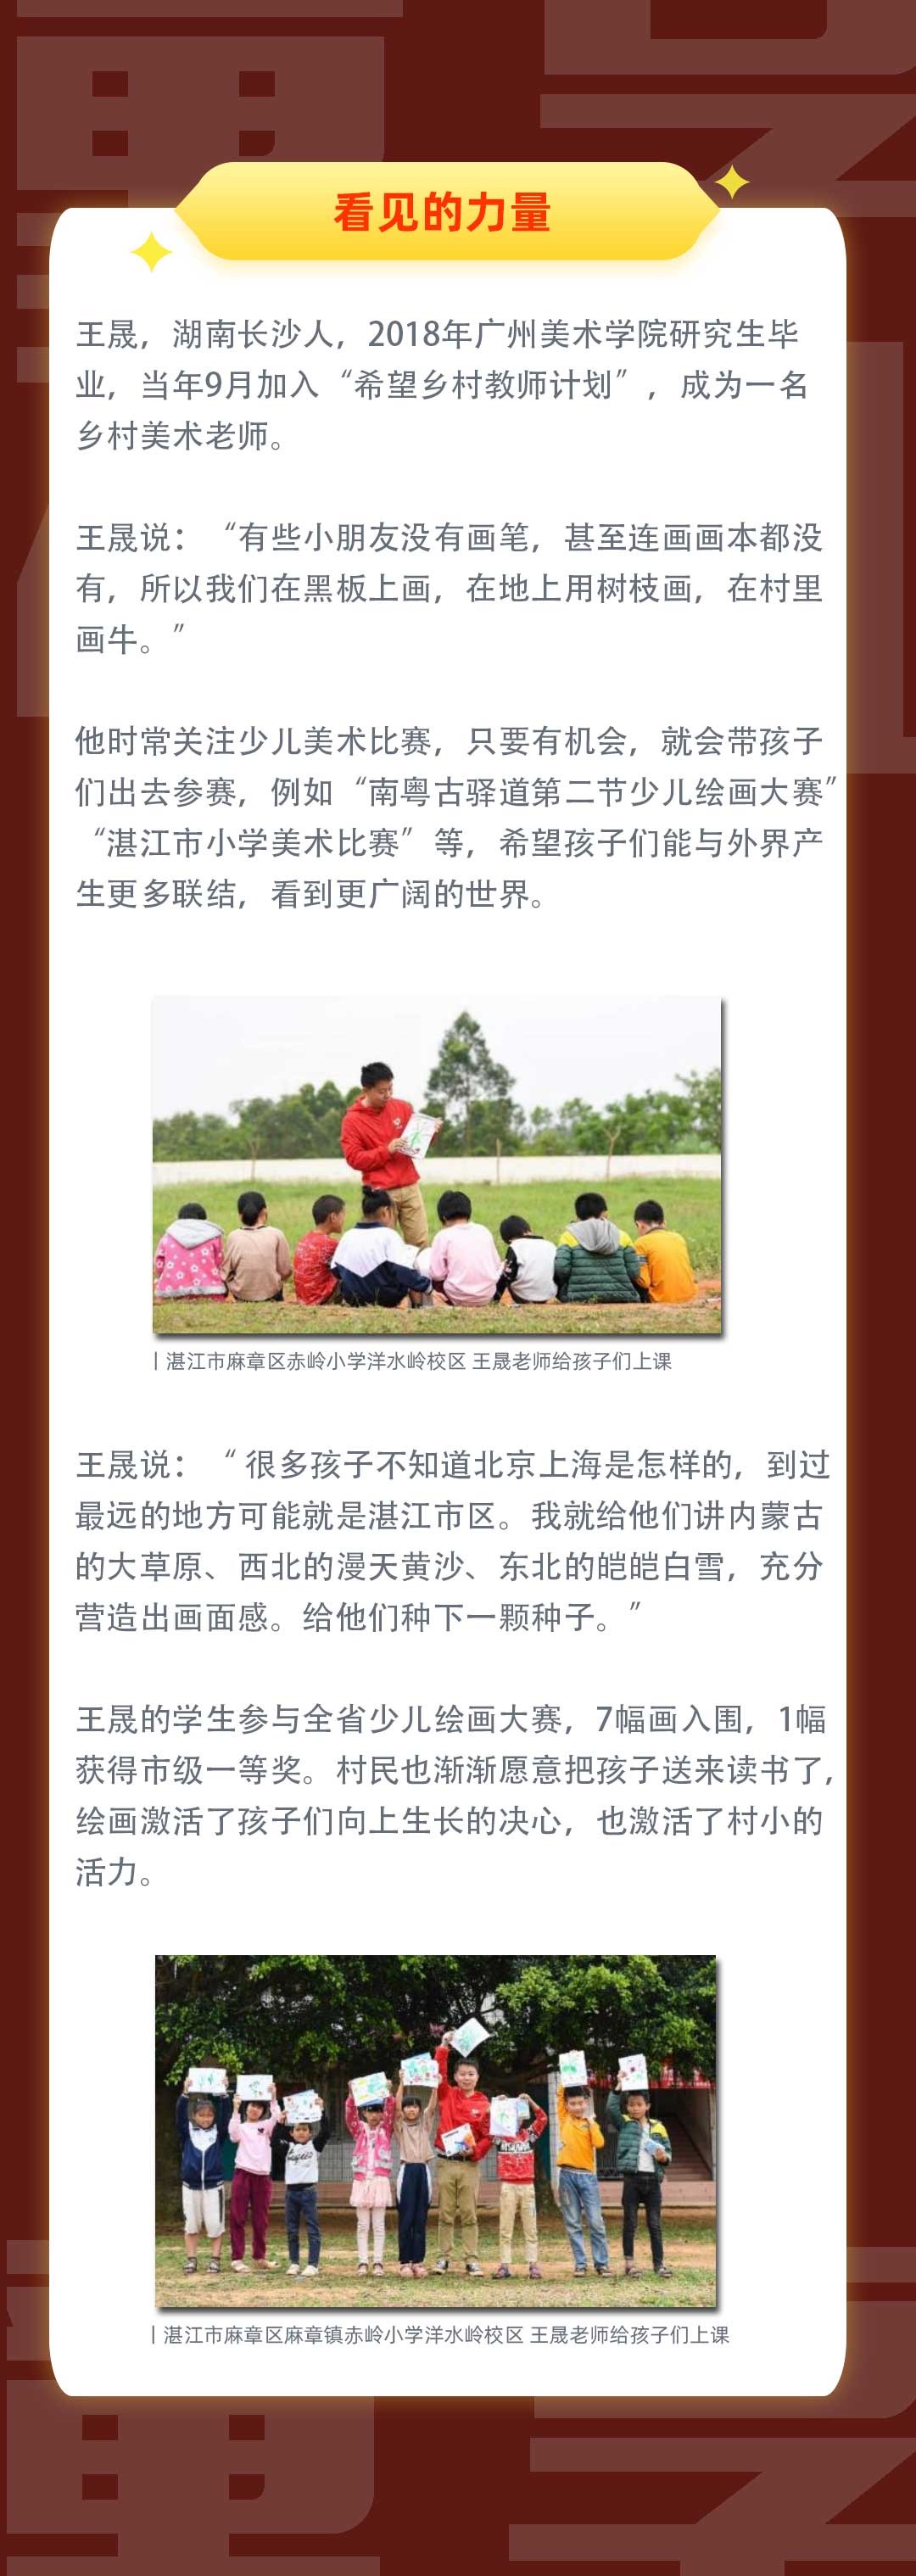 看见的力量
王晟，湖南长沙人，2018年广州美术学院研究生毕
业，当年9月加入“希望乡村教师计划”，成为一名
乡村美术老师。
王晟说：“有些小朋友没有画笔，甚至连画画本都没
有，所以我们在黑板上画，在地上用树枝画，在村里
画牛。”
他时常关注少儿美术比赛，只要有机会，就会带孩子
们出去参赛，例如“南粤古驿道第二节少儿绘画大赛”
“湛江市小学美术比赛”等，希望孩子们能与外界产
生更多联结，看到更广阔的世界。
丨湛江市麻章区赤岭小学洋水岭校区 王晟老师给孩子们上课
王晟说：“ 很多孩子不知道北京上海是怎样的，到过
最远的地方可能就是湛江市区。我就给他们讲内蒙古
的大草原、西北的漫天黄沙、东北的皑皑白雪，充分
营造出画面感。给他们种下一颗种子。”
王晟的学生参与全省少儿绘画大赛，7幅画入围，1幅
获得市级一等奖。村民也渐渐愿意把孩子送来读书了，
绘画激活了孩子们向上生长的决心，也激活了村小的
活力。
丨湛江市麻章区麻章镇赤岭小学洋水岭校区 王晟老师给孩子们上课